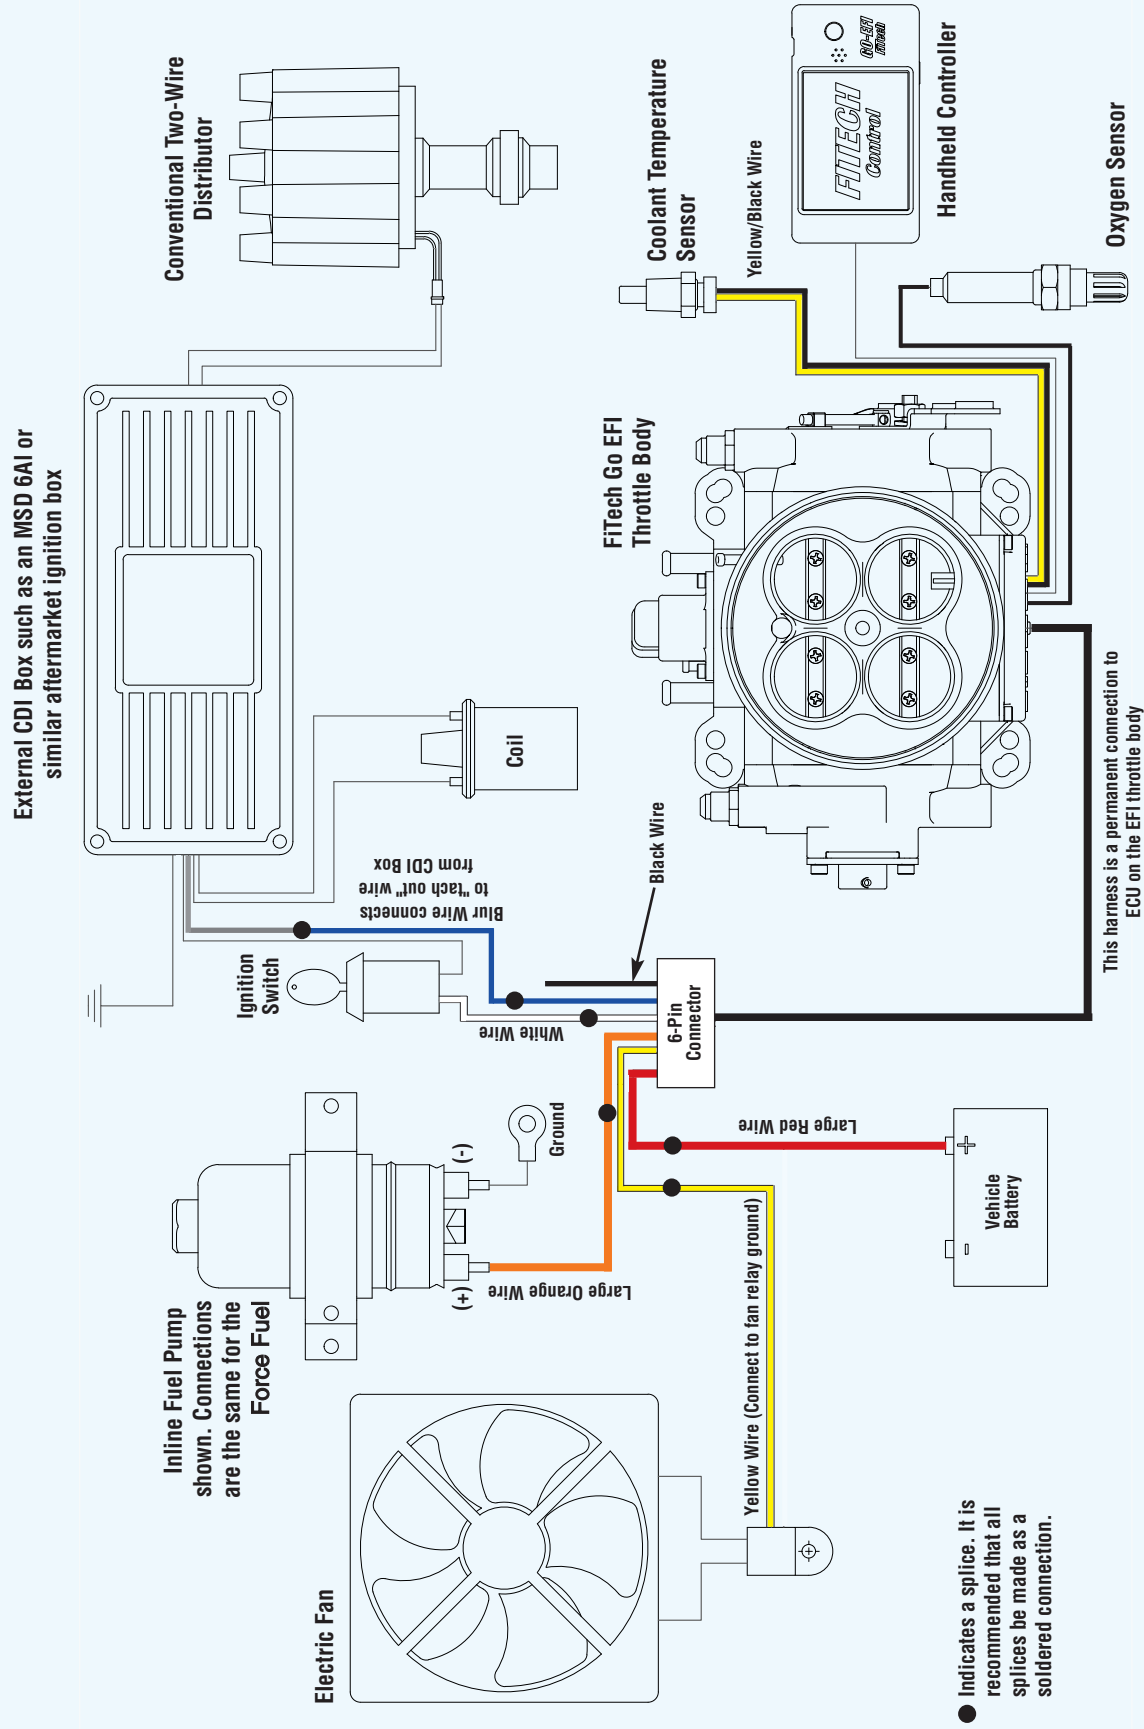 External CDI Box such as an MSD 6AI or
similar aftermarket ignition box
Conventional Two-Wire
Distributor
Coil
Blur Wire connects
to "tach out" wire
from CDI Box
Ignition
Switch
White Wire
Black Wire
6-Pin
Connector
Inline Fuel Pump
shown. Connections
are the same for the
Force Fuel
(+)
(-)
Ground
Large Orange Wire
Large Red Wire
Electric Fan
Yellow Wire (Connect to fan relay ground)
Vehicle
Battery
-
+
FiTech Go EFI
Throttle Body
Coolant Temperature
Sensor
Yellow/Black Wire
FITECH
Control
GO-EFI
FiTech
Handheld Controller
Oxygen Sensor
This harness is a permanent connection to
ECU on the EFI throttle body
Indicates a splice. It is
recommended that all
splices be made as a
soldered connection.